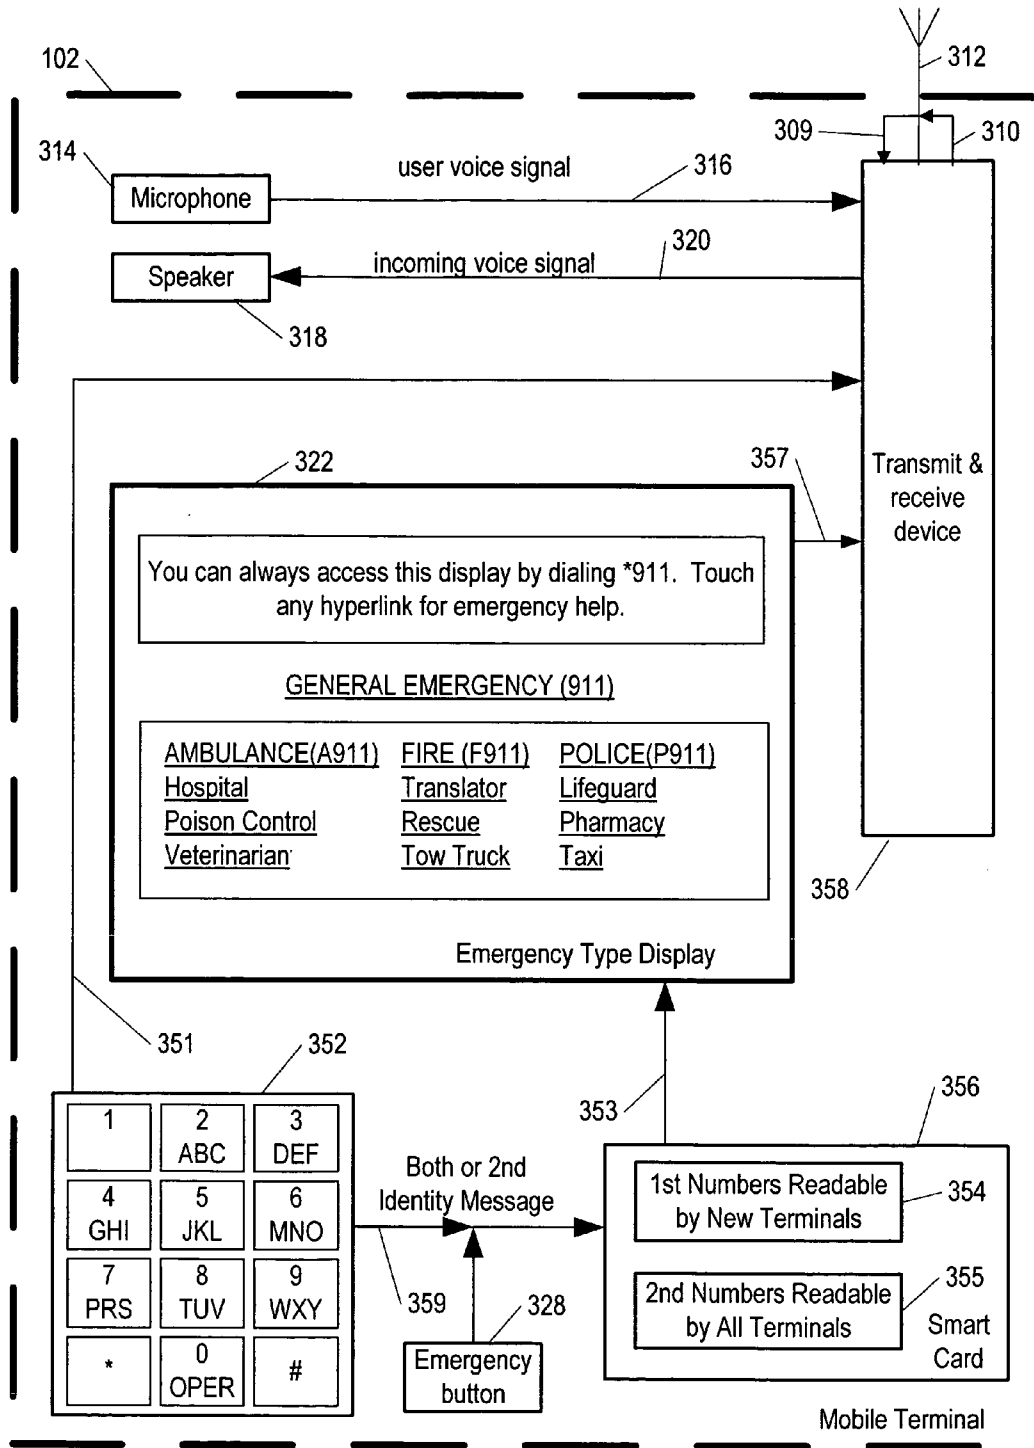 102
312
309
310
314
user voice signal
316
Microphone
320
incoming voice signal
Speaker
318
322
357
Transmit &
receive
device
You can always access this display by dialing *911. Touch
any hyperlink for emergency help.
GENERAL EMERGENCY (911)
AMBULANCE(A911) FIRE (F911) POLICE(P911)
Hospital Translator Lifeguard
Poison Control Rescue Pharmacy
Veterinarian Tow Truck Taxi
358
Emergency Type Display
351
352
353
356
1
2
ABC
3
DEF
4
GHI
5
JKL
6
MNO
7
PRS
8
TUV
9
WXY
*
0
OPER
#
Both or 2nd
Identity Message
359
328
Emergency
button
1st Numbers Readable
by New Terminals
354
2nd Numbers Readable
by All Terminals
355
Smart
Card
Mobile Terminal